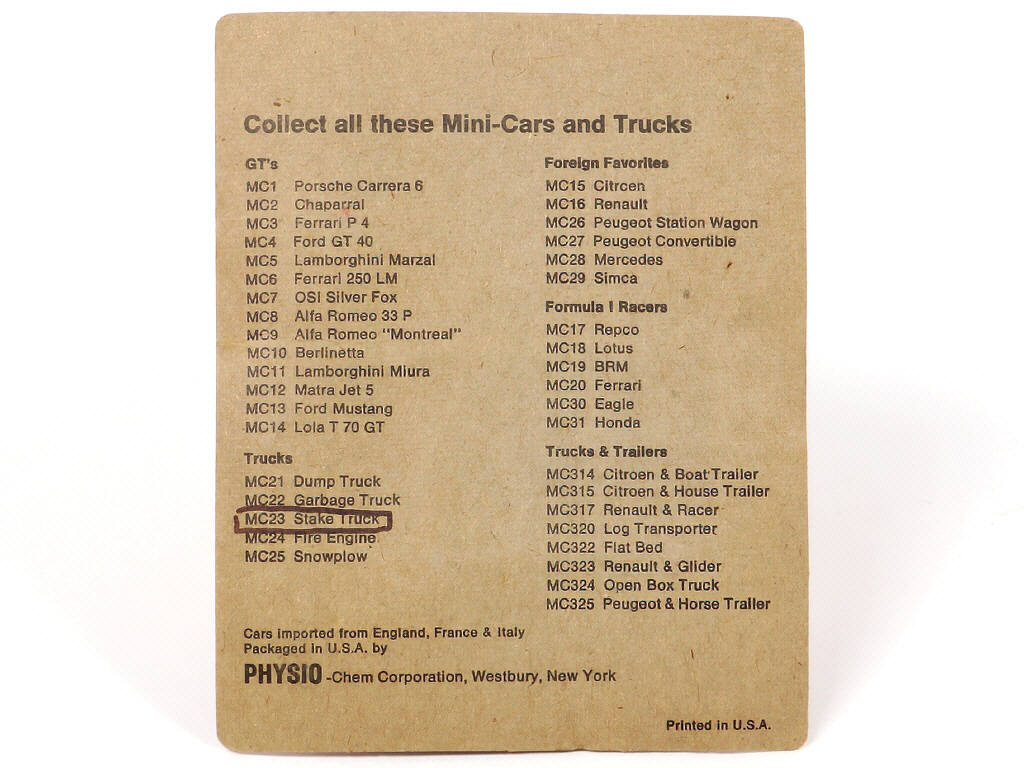 Collect all these Mini-Cars and Trucks
GT's
MC1 Porsche Carrera 6
MC2 Chaparral
MC3 Ferrari P 4
MC4 Ford GT 40
MC5 Lamborghini Marzal
MC6 Ferrari 250 LM
MC7 OSI Silver Fox
MC8 Alfa Romeo 33 P
MC9 Alfa Romeo "Montreal"
MC10 Berlinetta
MC11 Lamborghini Miura
MC12 Matra Jet 5
MC13 Ford Mustang
MC14 Lola T 70 GT
Trucks
MC21 Dump Truck
MC22 Garbage Truck
MC23 Stake Truck
MC24 Fire Engine
MC25 Snowplow
Foreign Favorites
MC15 Citroen
MC16 Renault
MC26 Peugeot Station Wagon
MC27 Peugeot Convertible
MC28 Mercedes
MC29 Simca
Formula I Racers
MC17 Repco
MC18 Lotus
MC19 BRM
MC20 Ferrari
MC30 Eagle
MC31 Honda
Trucks & Trailers
MC314 Citroen & Boat Trailer
MC315 Citroen & House Trailer
MC317 Renault & Racer
MC320 Log Transporter
MC322 Flat Bed
MC323 Renault & Glider
MC324 Open Box Truck
MC325 Peugeot & Horse Trailer
Cars imported from England, France & Italy
Packaged in U.S.A. by
PHYSIO-Chem Corporation, Westbury, New York
Printed in U.S.A.